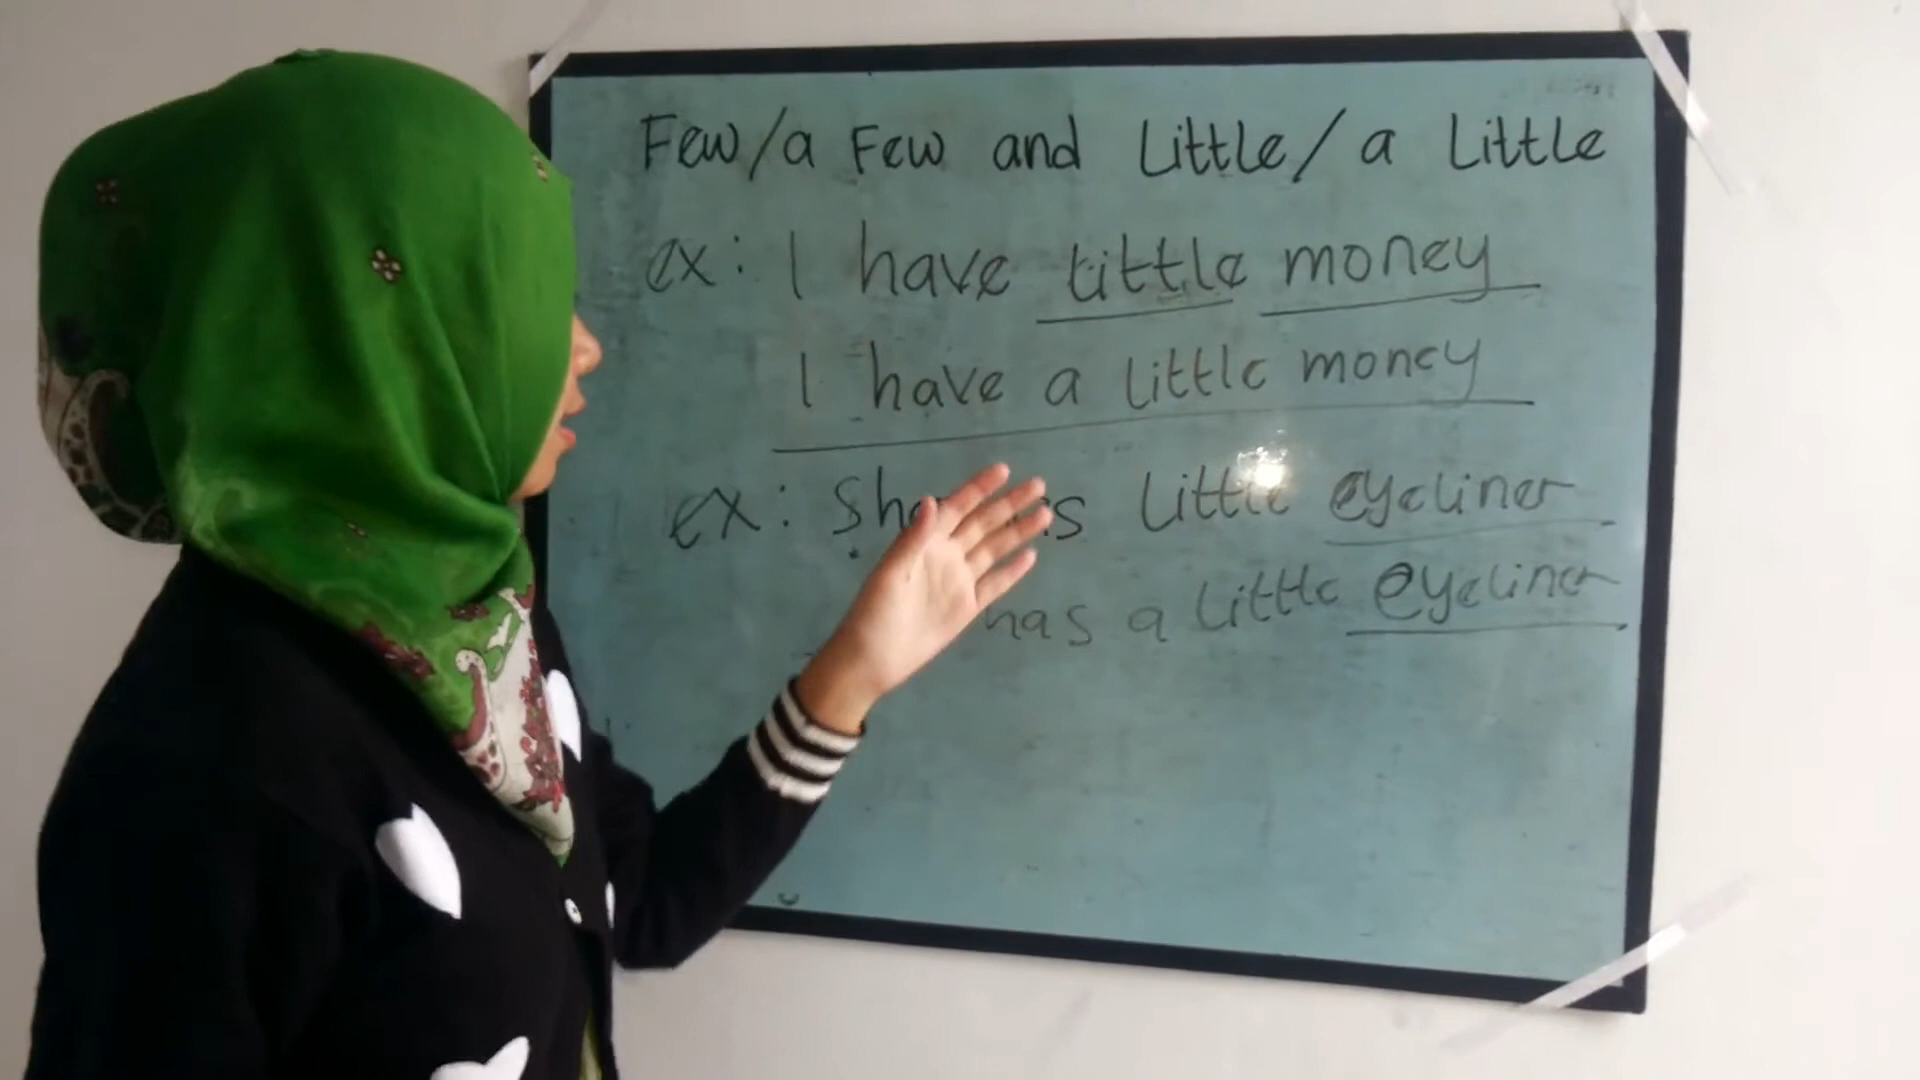 Few/a Few and Little/a Little
ex: I have little money
I have a little money
ex: Little eyeliner
has a Little eyeliner